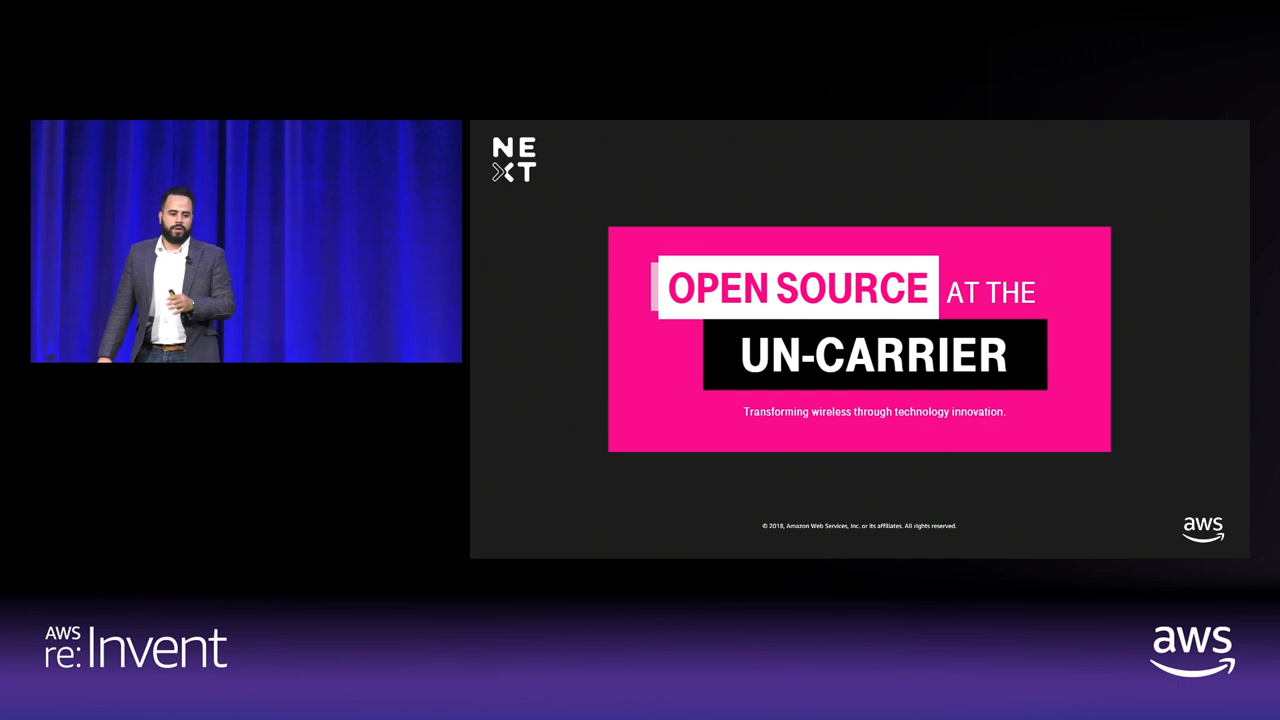 NE
XT
OPEN SOURCE AT THE
UN-CARRIER
Transforming wireless through technology innovation.
© 2018, Amazon Web Services, Inc. or its affiliates. All rights reserved.
aws
AWS
re:Invent
aws